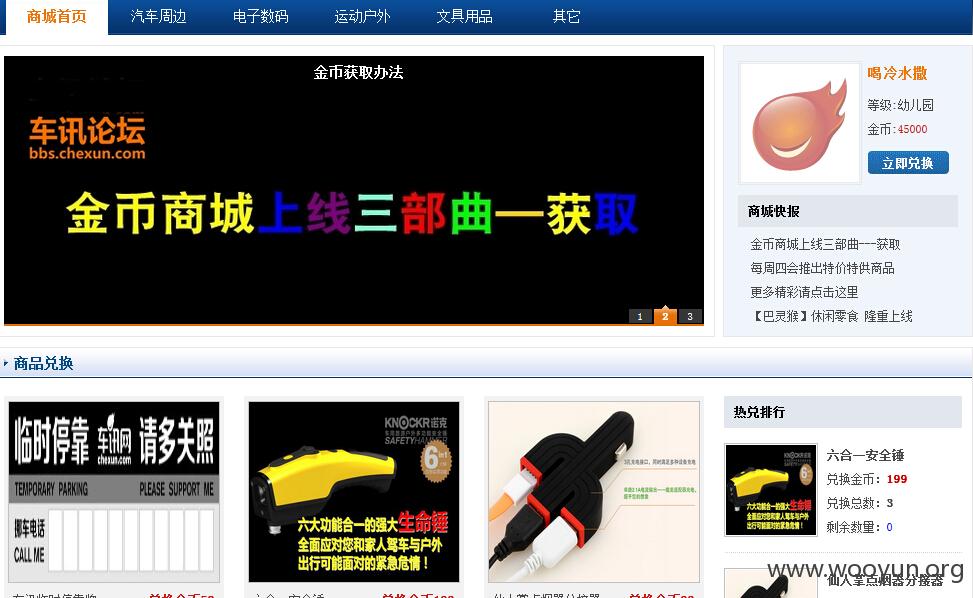 商城首页 汽车周边 电子数码 运动户外 文具用品 其它
金币获取办法
车讯论坛
bbs.chexun.com
金币商城上线三部曲—获取
1 2 3
喝冷水撒
等级:幼儿园
金币:45000
立即兑换
商城快报
金币商城上线三部曲---获取
每周四会推出特价特供商品
更多精彩请点击这里
【巴灵猴】休闲零食 隆重上线
商品兑换
临时停靠 车讯网 请多关照
chexun.com
TEMPORARY PARKING PLEASE SUPPORT ME
挪车电话
CALL ME
KNOCKR诺克
SAFETYHAMMER
6 in1
六大功能合一的强大生命锤
全面应对您和家人驾车与户外
出行可能面对的紧急危情！
热兑排行
六合一安全锤
兑换金币：199
兑换总数：3
剩余数量：0
仙人掌点烟器分接器
www.wooyun.org